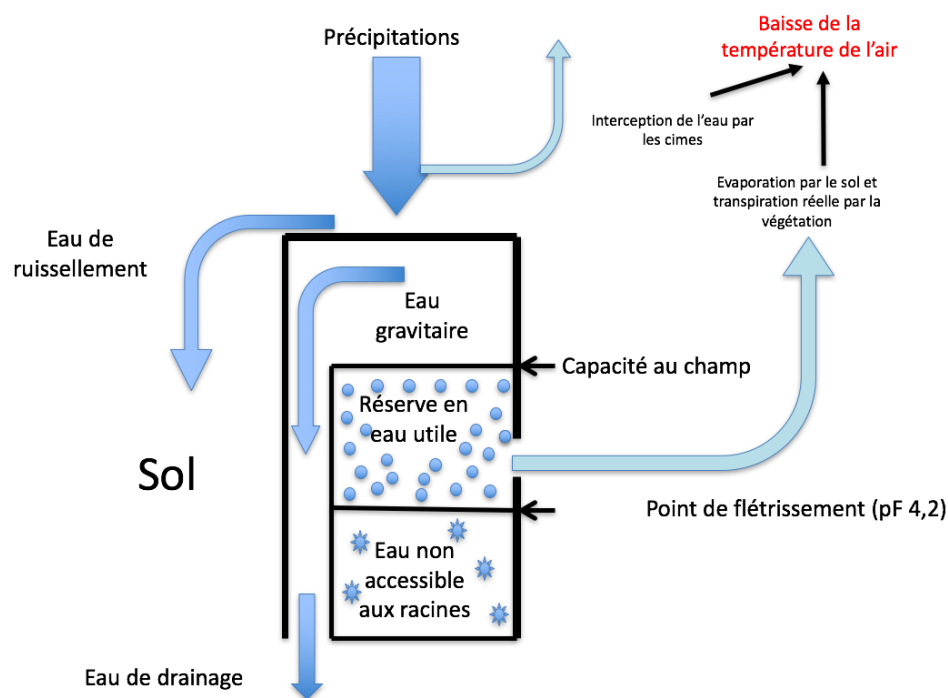 Précipitations
Baisse de la
température de l'air
Interception de l'eau par
les cimes
Evaporation par le sol et
transpiration réelle par la
végétation
Eau de
ruissellement
Eau
gravitaire
Capacité au champ
Réserve en
eau utile
Sol
Point de flétrissement (pF 4,2)
Eau non
accessible
aux racines
Eau de drainage